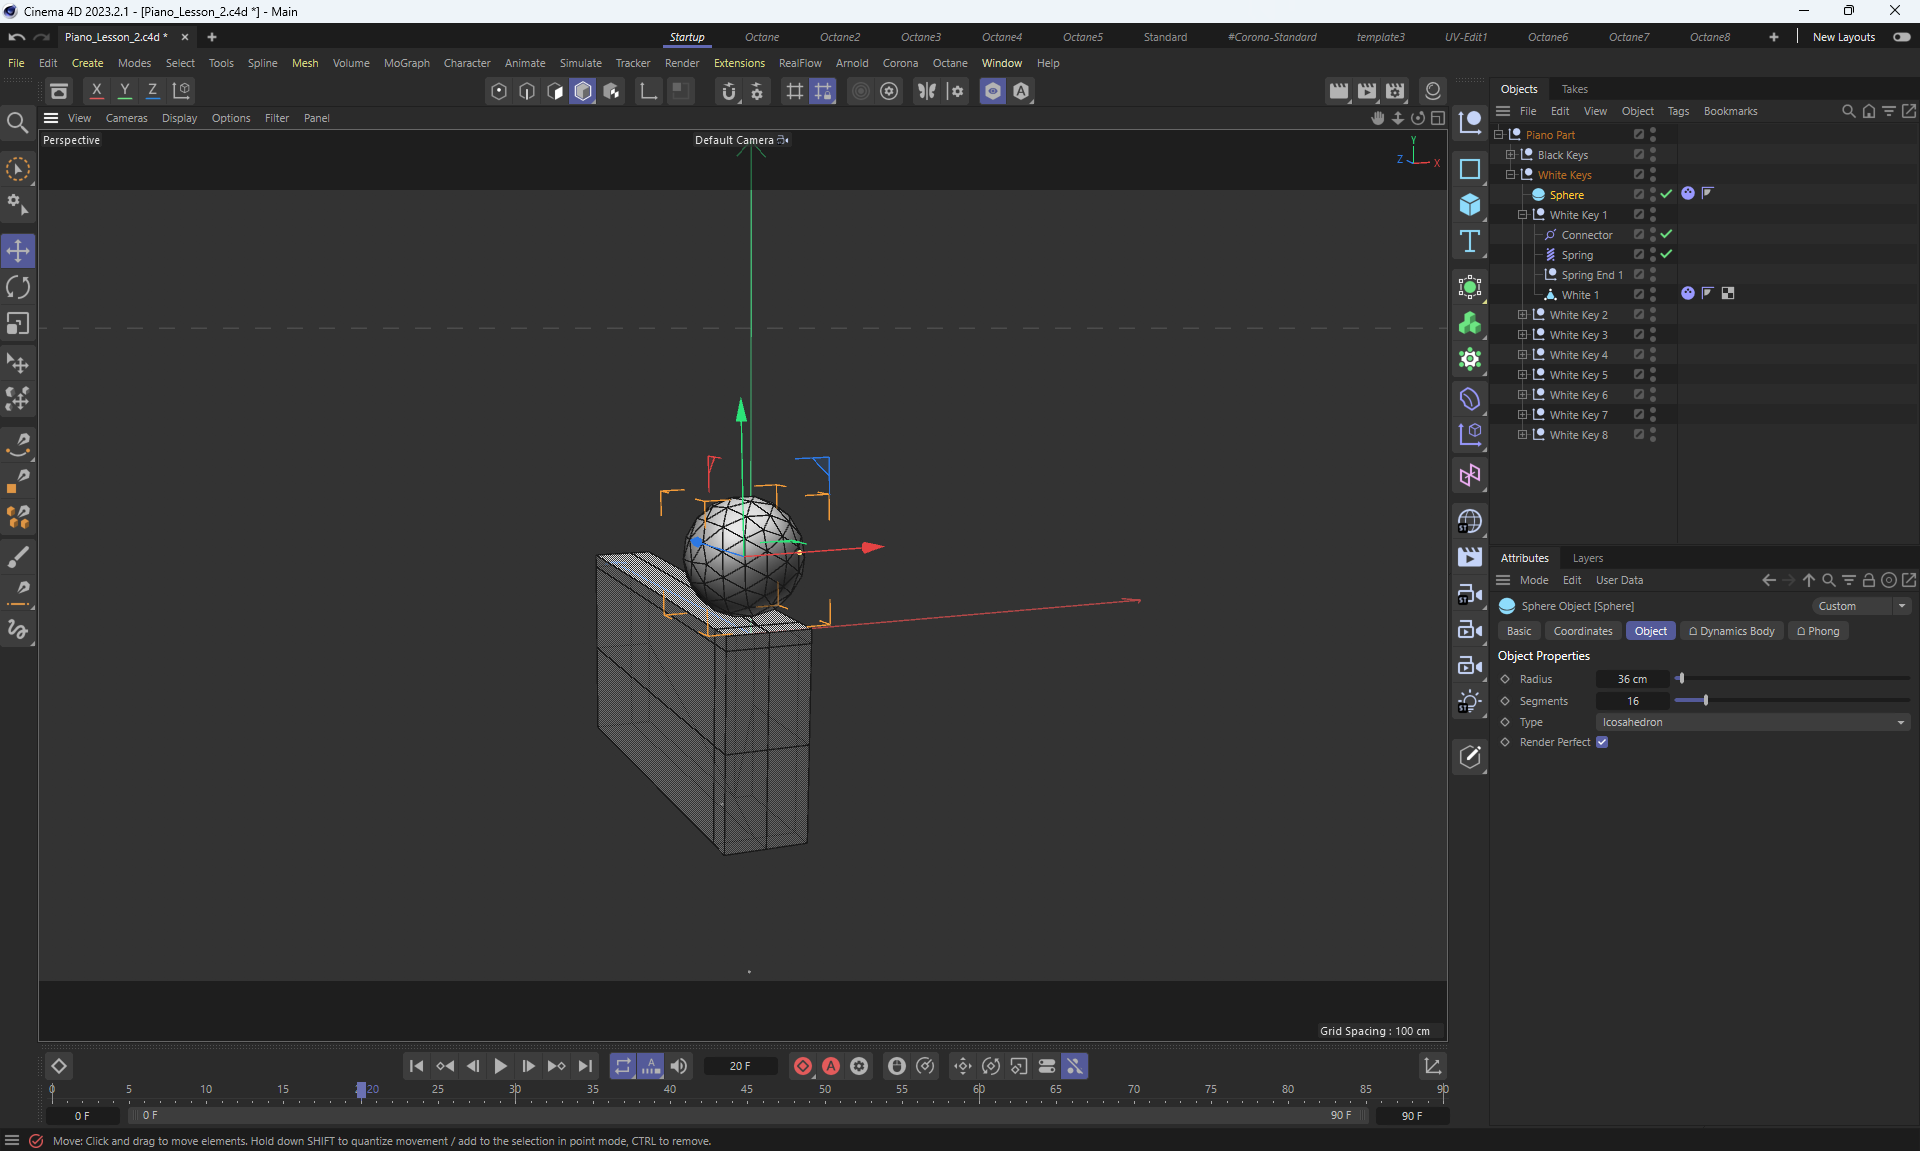 Cinema 4D 2023.2.1 - [Piano_Lesson_2.c4d *] - Main
Piano_Lesson_2.c4d *
Startup Octane Octane2 Octane3 Octane4 Octane5 Standard #Corona-Standard template3 UV-Edit1 Octane6 Octane7 Octane8 New Layouts
File Edit Create Modes Select Tools Spline Mesh Volume MoGraph Character Animate Simulate Tracker Render Extensions RealFlow Arnold Corona Octane Window Help
X Y Z
Objects Takes
View Cameras Display Options Filter Panel
File Edit View Object Tags Bookmarks
Perspective
Default Camera
Y
Z X
Piano Part
Black Keys
White Keys
Sphere
White Key 1
Connector
Spring
Spring End 1
White 1
White Key 2
White Key 3
White Key 4
White Key 5
White Key 6
White Key 7
White Key 8
Attributes Layers
Mode Edit User Data
Sphere Object [Sphere]
Custom
Basic Coordinates Object Dynamics Body Phong
Object Properties
Radius 36 cm
Segments 16
Type Icosahedron
Render Perfect
Grid Spacing : 100 cm
20 F
0 5 10 15 20 25 30 35 40 45 50 55 60 65 70 75 80 85 90
0 F 0 F 90 F 90 F
Move: Click and drag to move elements. Hold down SHIFT to quantize movement / add to the selection in point mode, CTRL to remove.